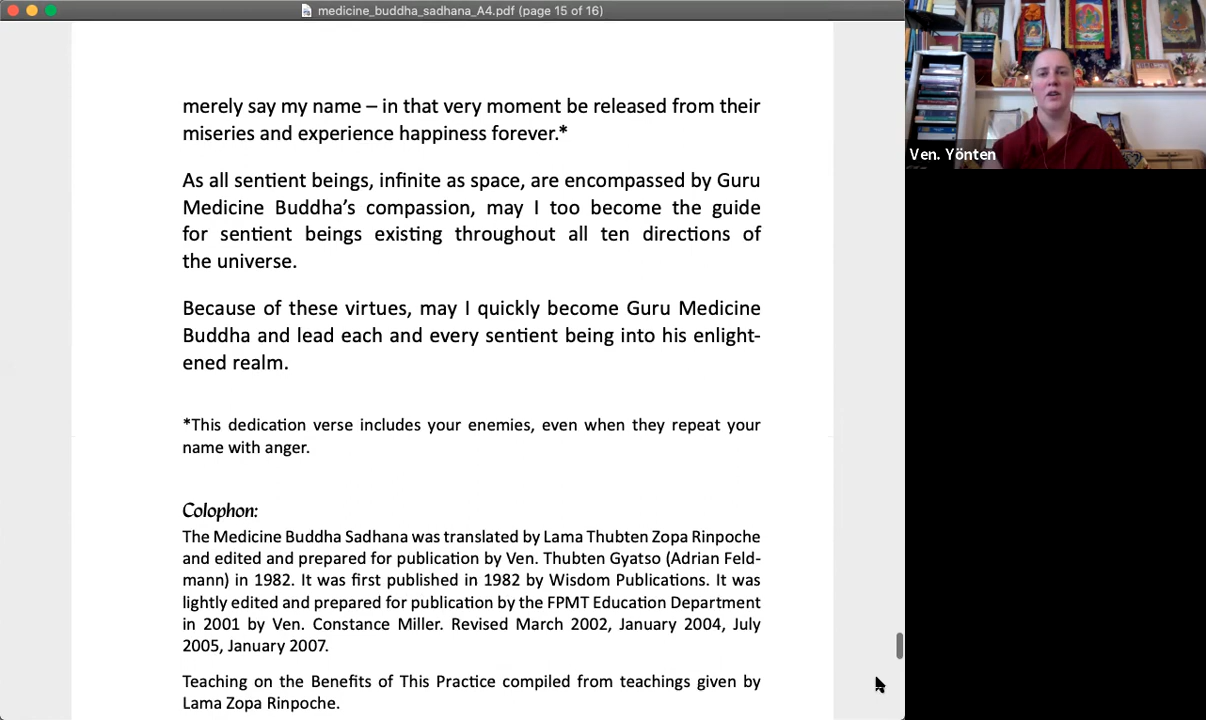 medicine_buddha_sadhana_A4.pdf (page 15 of 16)
merely say my name – in that very moment be released from their
miseries and experience happiness forever.*
As all sentient beings, infinite as space, are encompassed by Guru
Medicine Buddha’s compassion, may I too become the guide
for sentient beings existing throughout all ten directions of
the universe.
Because of these virtues, may I quickly become Guru Medicine
Buddha and lead each and every sentient being into his enlight-
ened realm.
*This dedication verse includes your enemies, even when they repeat your
name with anger.
Colophon:
The Medicine Buddha Sadhana was translated by Lama Thubten Zopa Rinpoche
and edited and prepared for publication by Ven. Thubten Gyatso (Adrian Feld-
mann) in 1982. It was first published in 1982 by Wisdom Publications. It was
lightly edited and prepared for publication by the FPMT Education Department
in 2001 by Ven. Constance Miller. Revised March 2002, January 2004, July
2005, January 2007.
Teaching on the Benefits of This Practice compiled from teachings given by
Lama Zopa Rinpoche.
Ven. Yönten